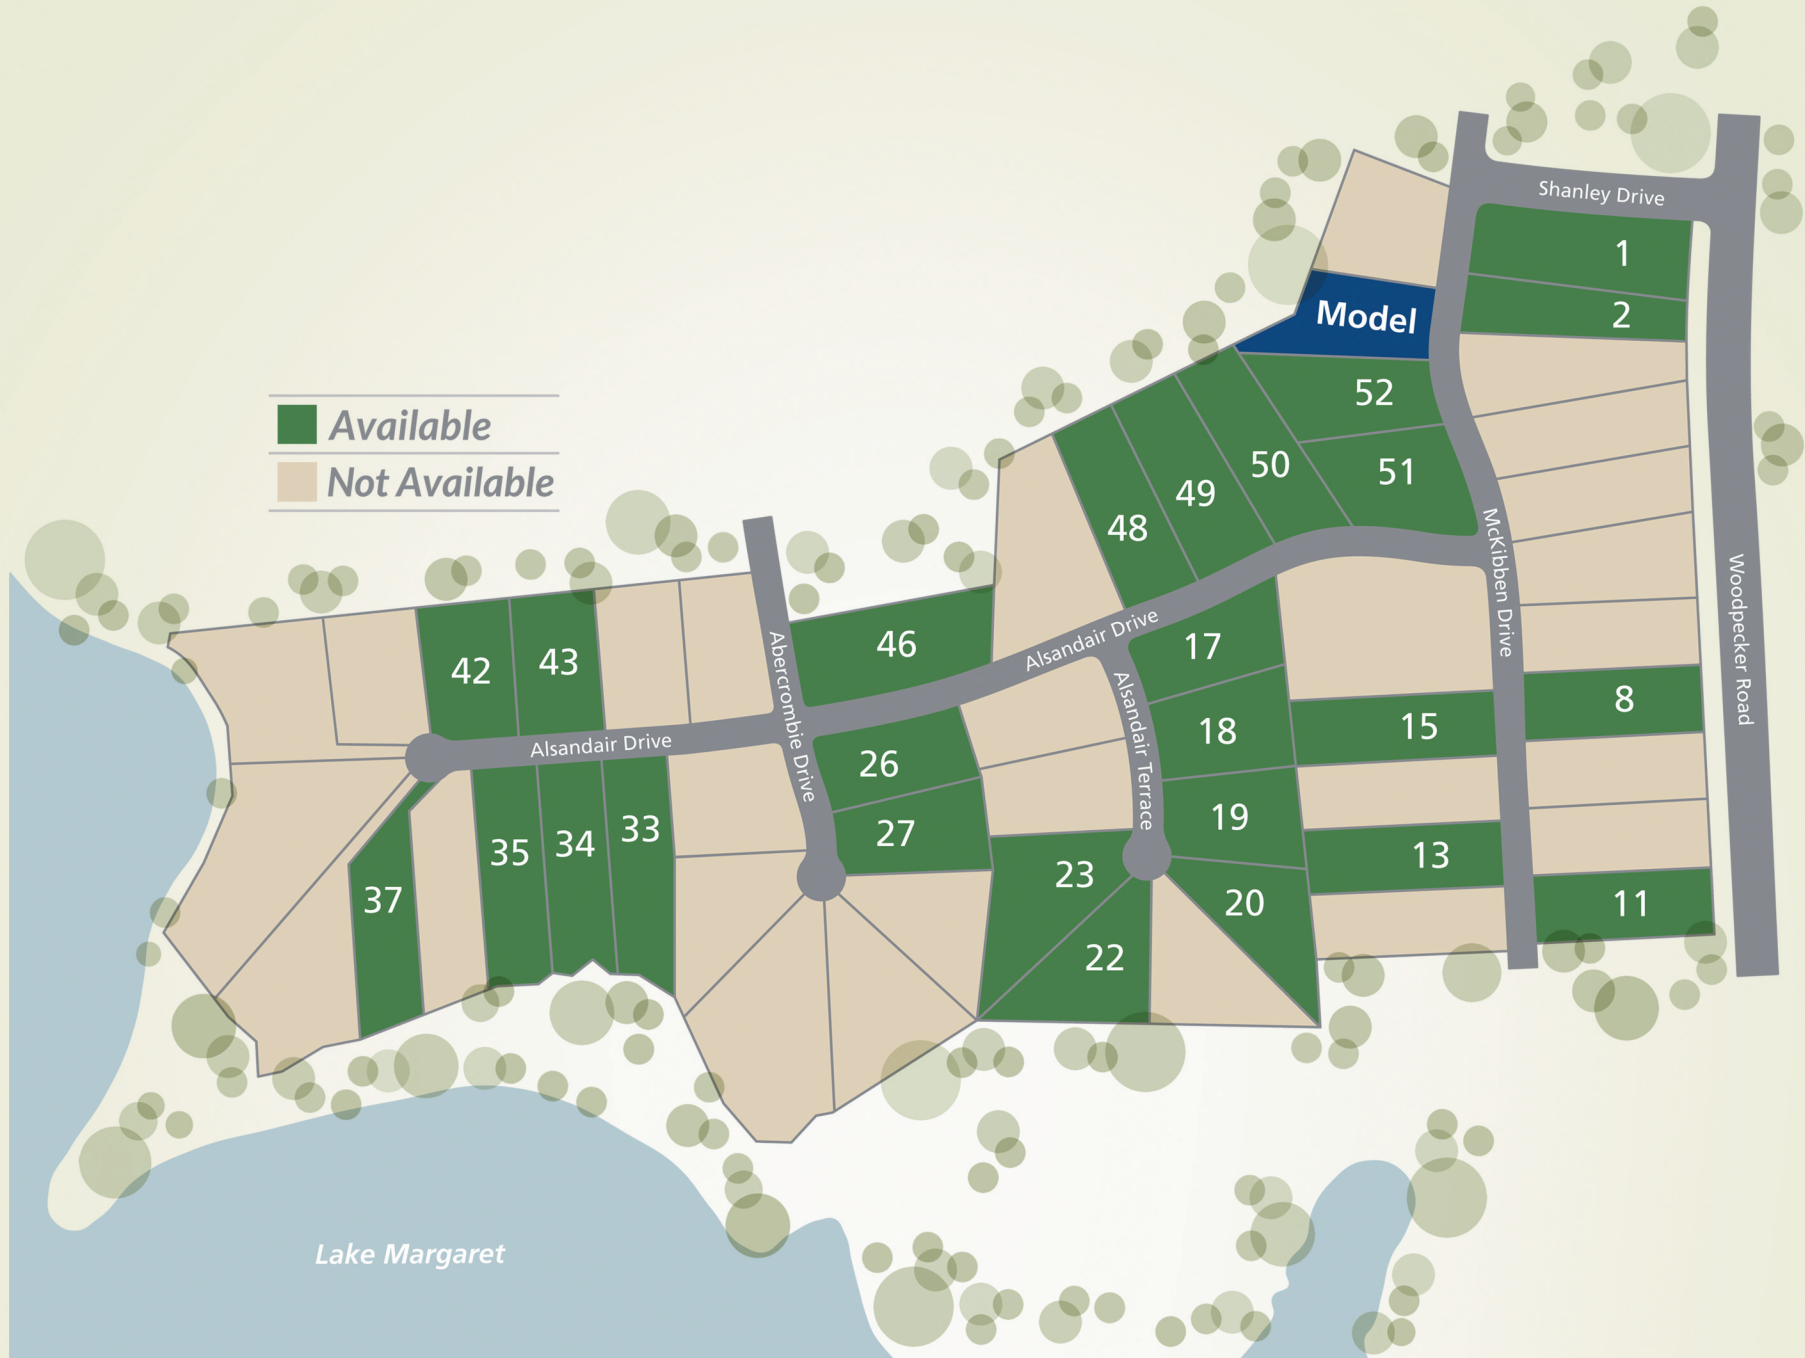 Shanley Drive
1
2
Model
52
51
50
49
48
Available
Not Available
McKibben Drive
Woodpecker Road
46
Alsandair Drive
17
42
43
Abercrombie Drive
Alsandair Terrace
8
18
15
Alsandair Drive
26
19
27
33
34
35
13
23
37
20
11
22
Lake Margaret